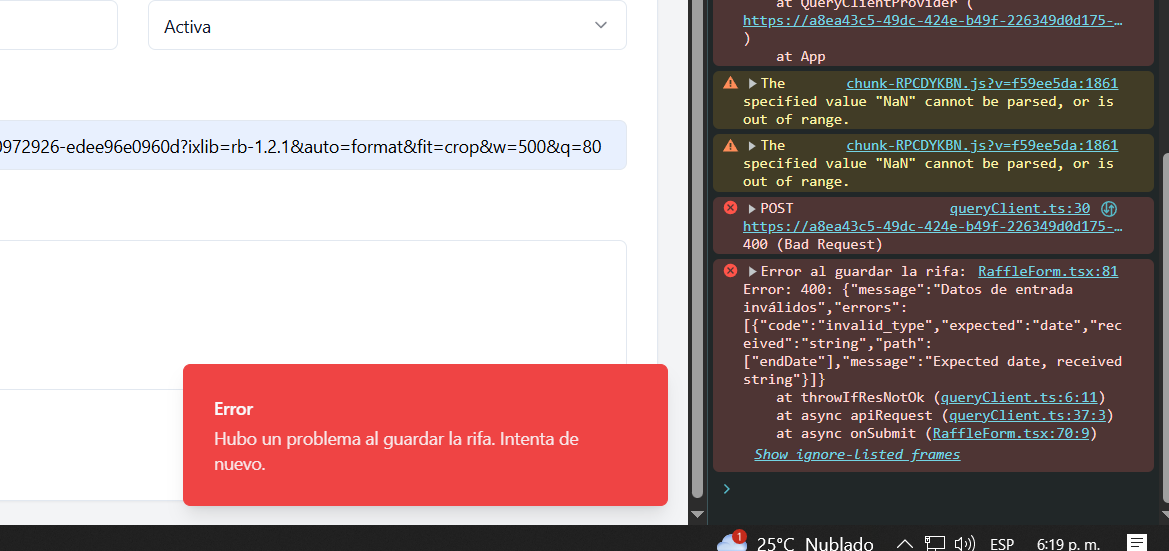 Activa
0972926-edee96e0960d?ixlib=rb-1.2.1&auto=format&fit=crop&w=500&q=80
Error
Hubo un problema al guardar la rifa. Intenta de
nuevo.
at QueryClientProvider (
https://a8ea43c5-49dc-424e-b49f-226349d0d175-…
)
at App
The chunk-RPCDYKBN.js?v=f59ee5da:1861
specified value "NaN" cannot be parsed, or is
out of range.
The chunk-RPCDYKBN.js?v=f59ee5da:1861
specified value "NaN" cannot be parsed, or is
out of range.
POST queryClient.ts:30
https://a8ea43c5-49dc-424e-b49f-226349d0d175-…
400 (Bad Request)
Error al guardar la rifa: RaffleForm.tsx:81
Error: 400: {"message":"Datos de entrada
inválidos","errors":
[{"code":"invalid_type","expected":"date","rec
eived":"string","path":
["endDate"],"message":"Expected date, received
string"}]}
at throwIfResNotOk (queryClient.ts:6:11)
at async apiRequest (queryClient.ts:37:3)
at async onSubmit (RaffleForm.tsx:70:9)
Show ignore-listed frames
1
25°C Nublado
ESP
6:19 p. m.